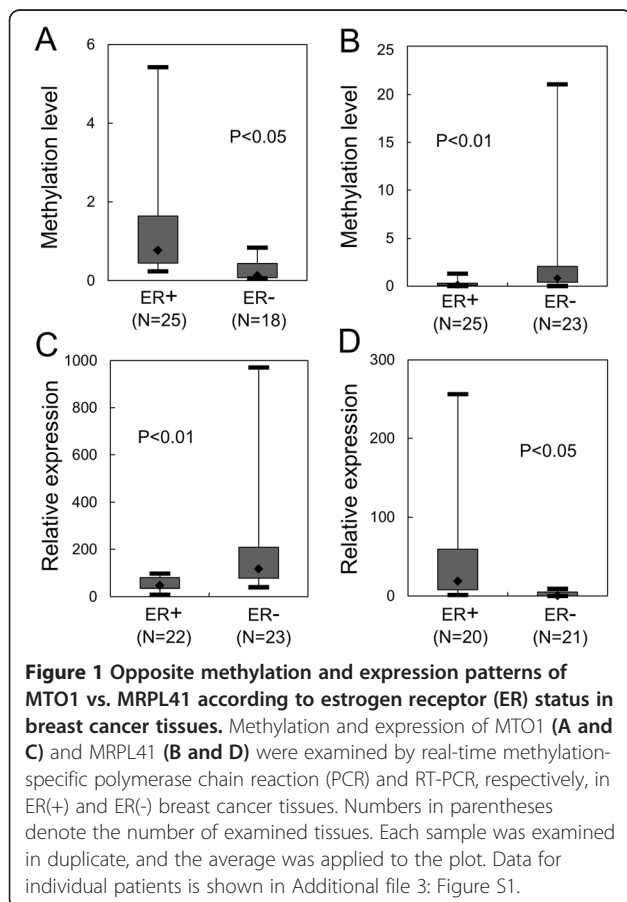 A
B
Methylation level
6
4
2
0
P<0.05
ER+
ER-
(N=25)
(N=18)
Methylation level
25
20
15
10
5
0
P<0.01
ER+
ER-
(N=25)
(N=23)
C
D
Relative expression
1000
800
600
400
200
0
P<0.01
ER+
ER-
(N=22)
(N=23)
Relative expression
300
200
100
0
P<0.05
ER+
ER-
(N=20)
(N=21)
Figure 1 Opposite methylation and expression patterns of
MTO1 vs. MRPL41 according to estrogen receptor (ER) status in
breast cancer tissues. Methylation and expression of MTO1 (A and
C) and MRPL41 (B and D) were examined by real-time methylation-
specific polymerase chain reaction (PCR) and RT-PCR, respectively, in
ER(+) and ER(-) breast cancer tissues. Numbers in parentheses
denote the number of examined tissues. Each sample was examined
in duplicate, and the average was applied to the plot. Data for
individual patients is shown in Additional file 3: Figure S1.